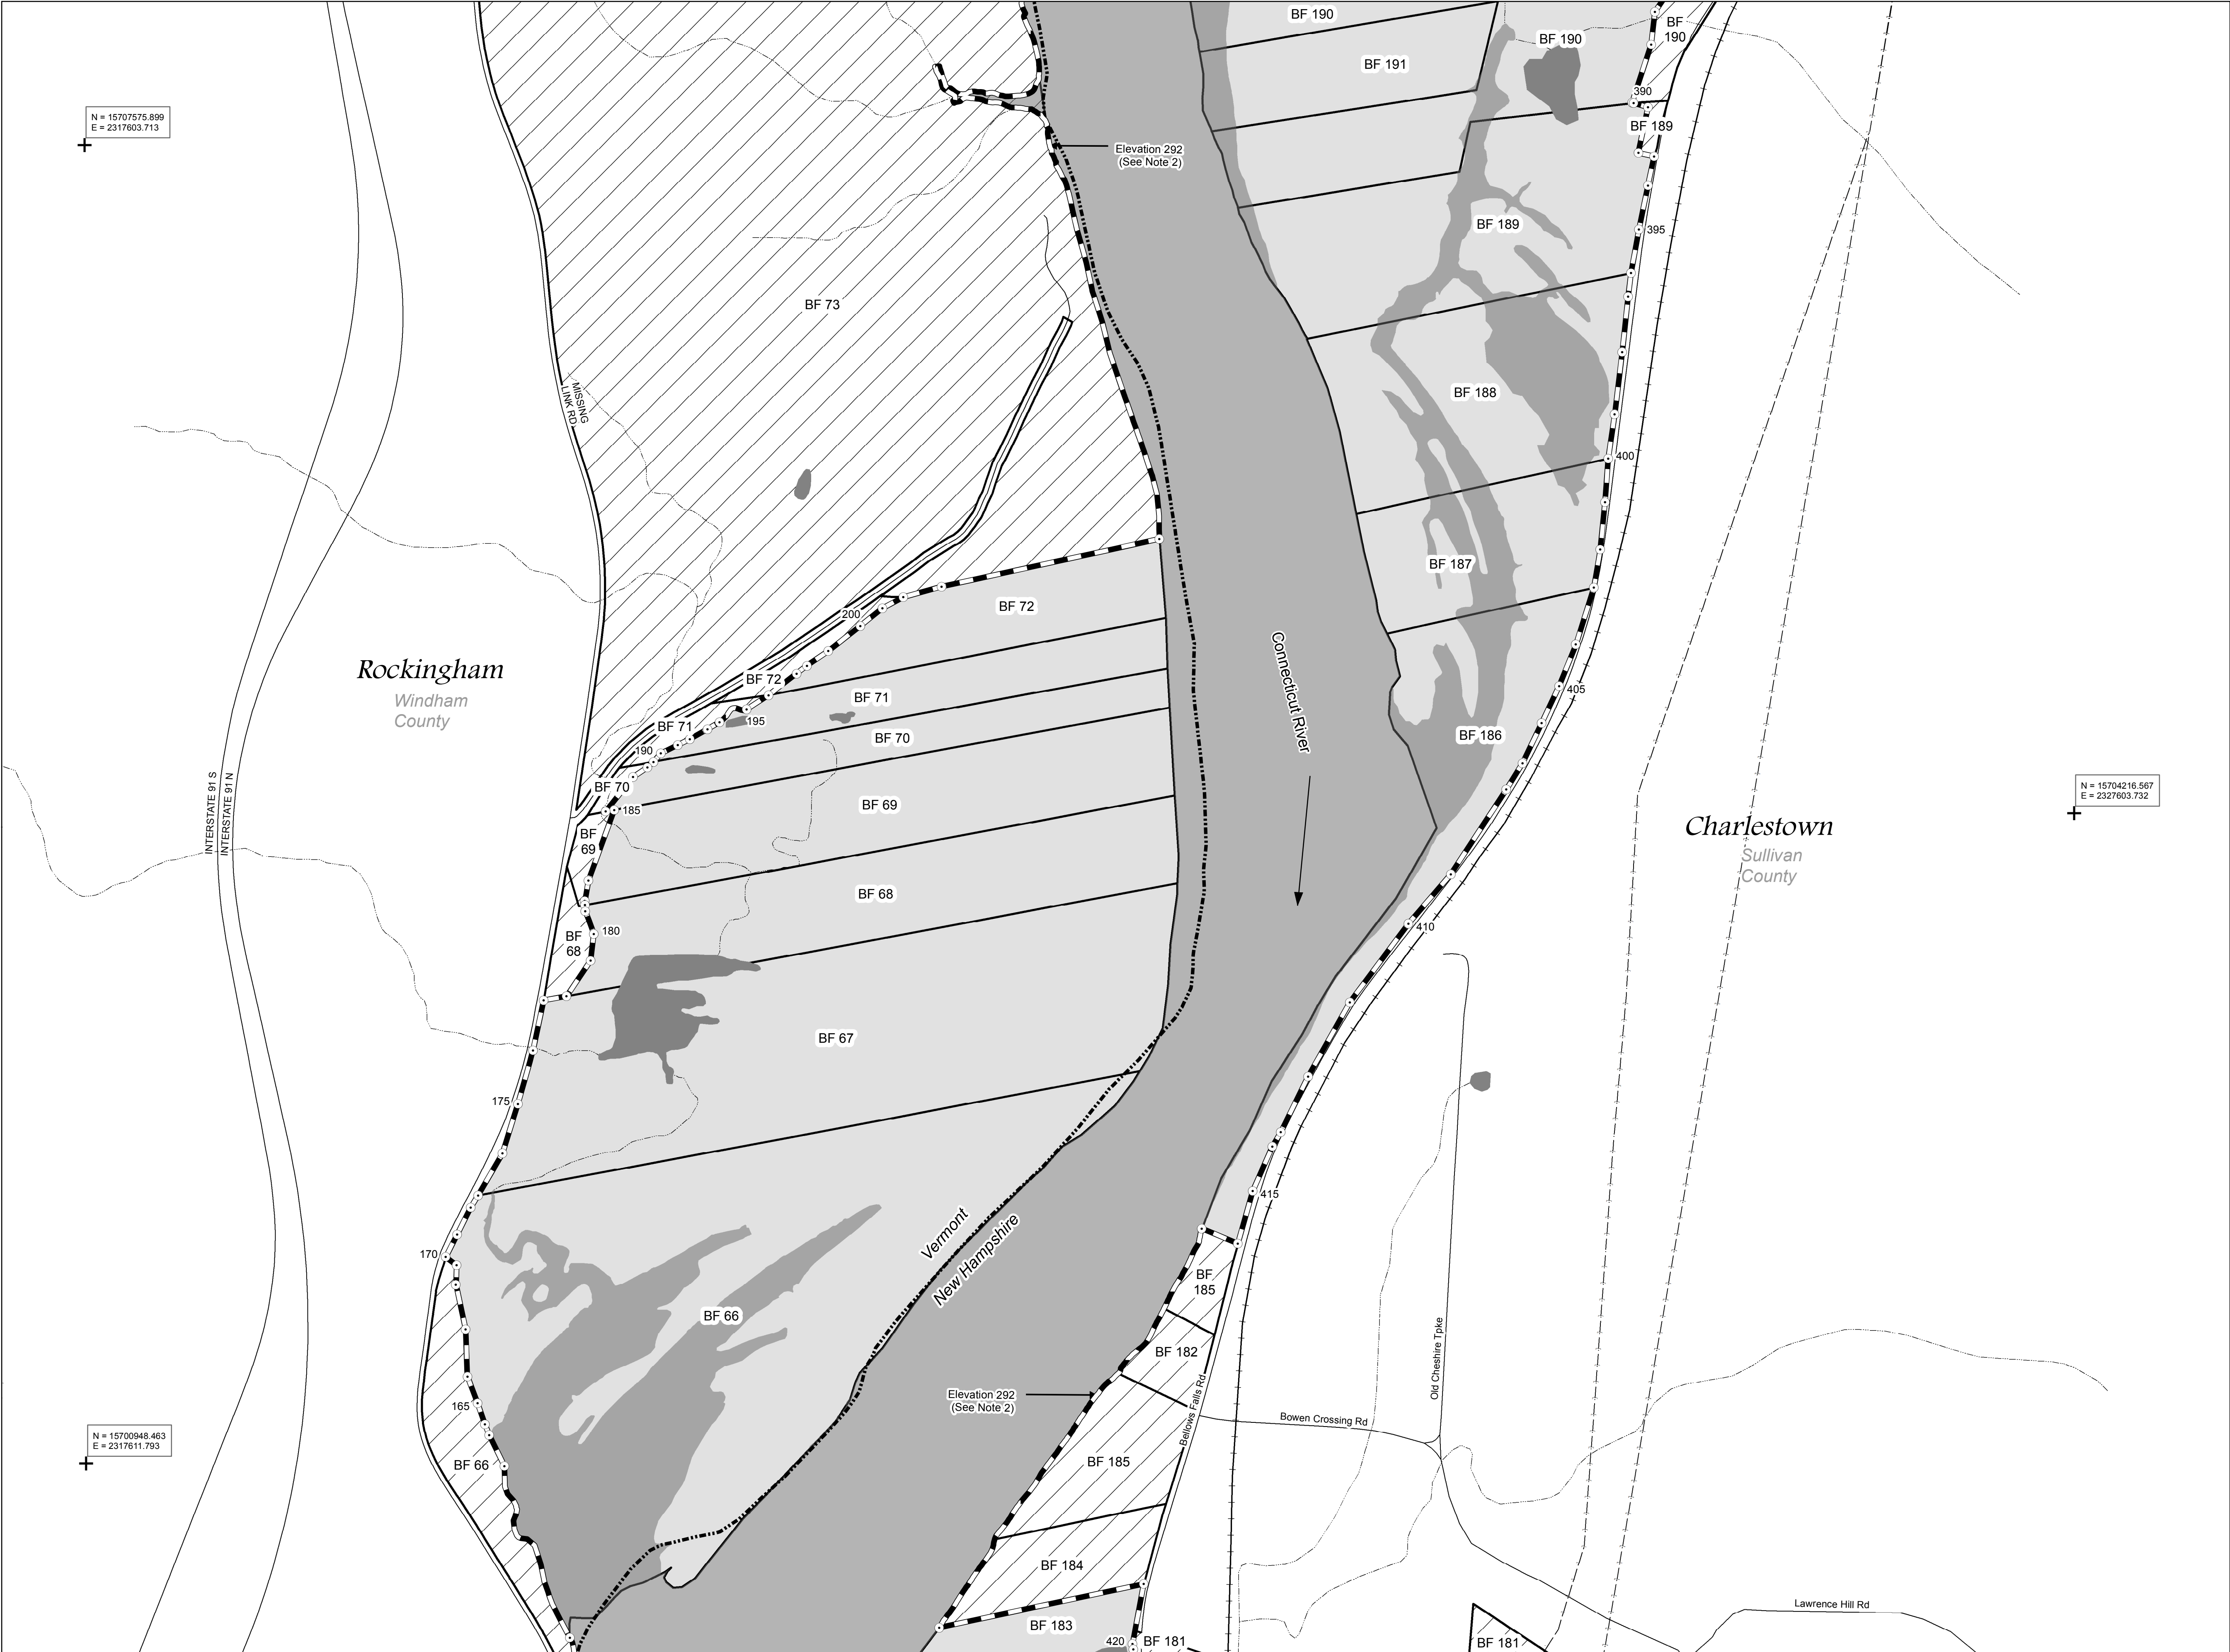 BF 190
BF 190
BF
190
BF 191
390
N = 15707575.899
E = 2317603.713
BF 189
Elevation 292
(See Note 2)
BF 189
395
BF 73
MISSING
LINK RD
BF 188
400
BF 187
BF 72
200
Connecticut River
Rockingham
Windham
County
BF 72
405
BF 71
195
BF 71
BF 186
BF 70
190
BF 70
N = 15704216.567
E = 2327603.732
BF 69
185
INTERSTATE 91 S
INTERSTATE 91 N
Charlestown
Sullivan
County
BF
69
BF 68
410
180
BF
68
BF 67
175
415
Vermont
New Hampshire
170
BF
185
BF 66
BF 182
Old Cheshire Tpke
Elevation 292
(See Note 2)
Bellows Falls Rd
165
Bowen Crossing Rd
N = 15700948.463
E = 2317611.793
BF 66
BF 185
BF 184
Lawrence Hill Rd
BF 183
420
BF 181
BF 181